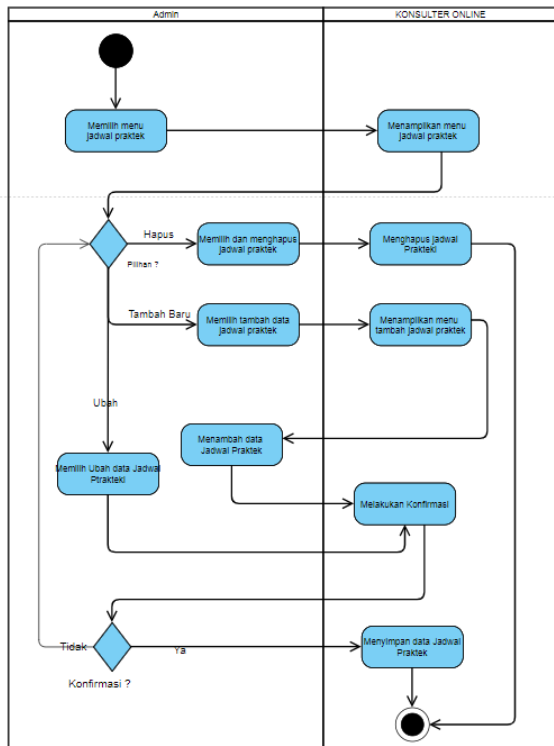 Admin
KONSULTER ONLINE
Memilih menu
jadwal praktek
Menampilkan menu
jadwal praktek
Hapus
Memilih dan menghapus
jadwal praktek
Menghapus jadwal
Prakteki
Pilihan ?
Tambah Baru
Memilih tambah data
jadwal praktek
Menampilkan menu
tambah jadwal praktek
Ubah
Menambah data
Jadwal Praktek
Memilih Ubah data Jadwal
Ptrakteki
Melakukan Konfirmasi
Tidak
Ya
Menyimpan data Jadwal
Praktek
Konfirmasi ?